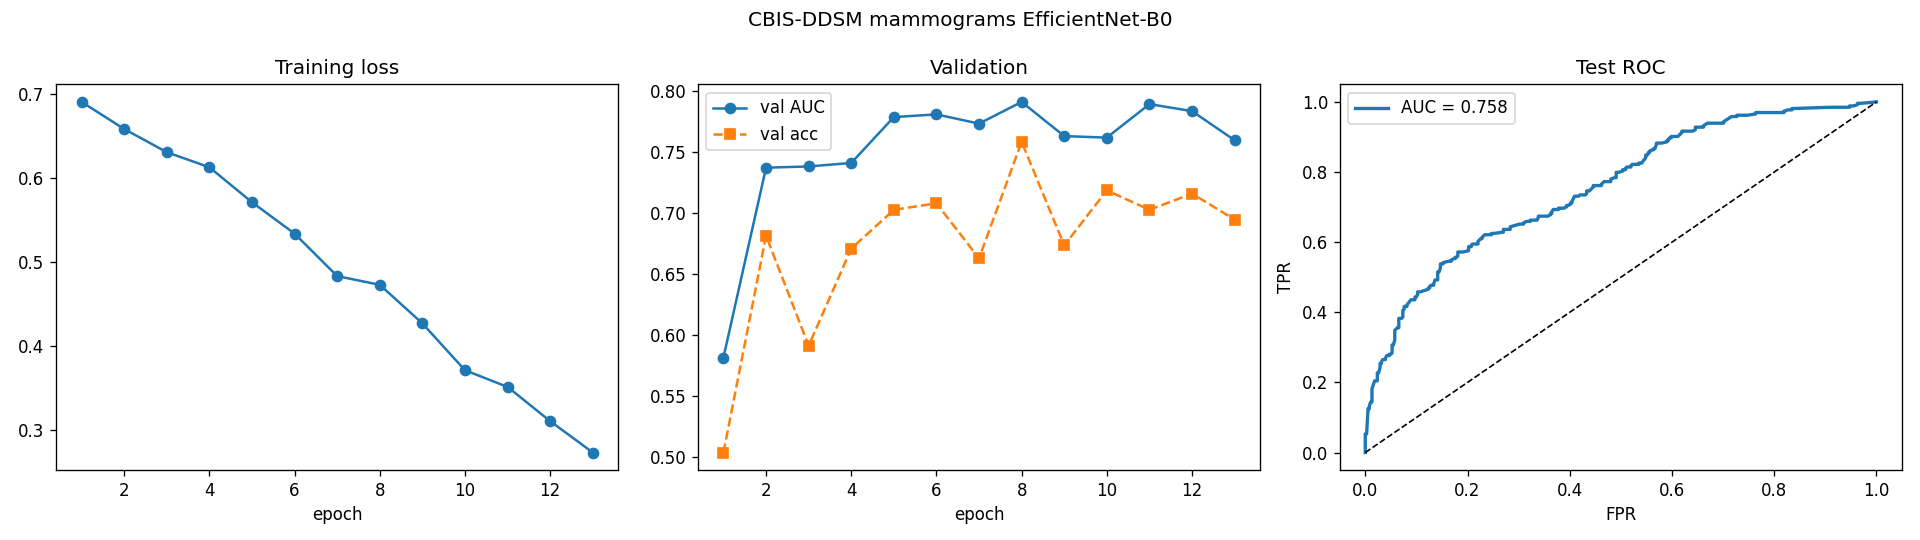 CBIS-DDSM mammograms EfficientNet-B0
Training loss
0.7
0.6
0.5
0.4
0.3
2 4 6 8 10 12
epoch
Validation
val AUC
val acc
0.80
0.75
0.70
0.65
0.60
0.55
0.50
2 4 6 8 10 12
epoch
Test ROC
AUC = 0.758
TPR
1.0
0.8
0.6
0.4
0.2
0.0
0.0 0.2 0.4 0.6 0.8 1.0
FPR